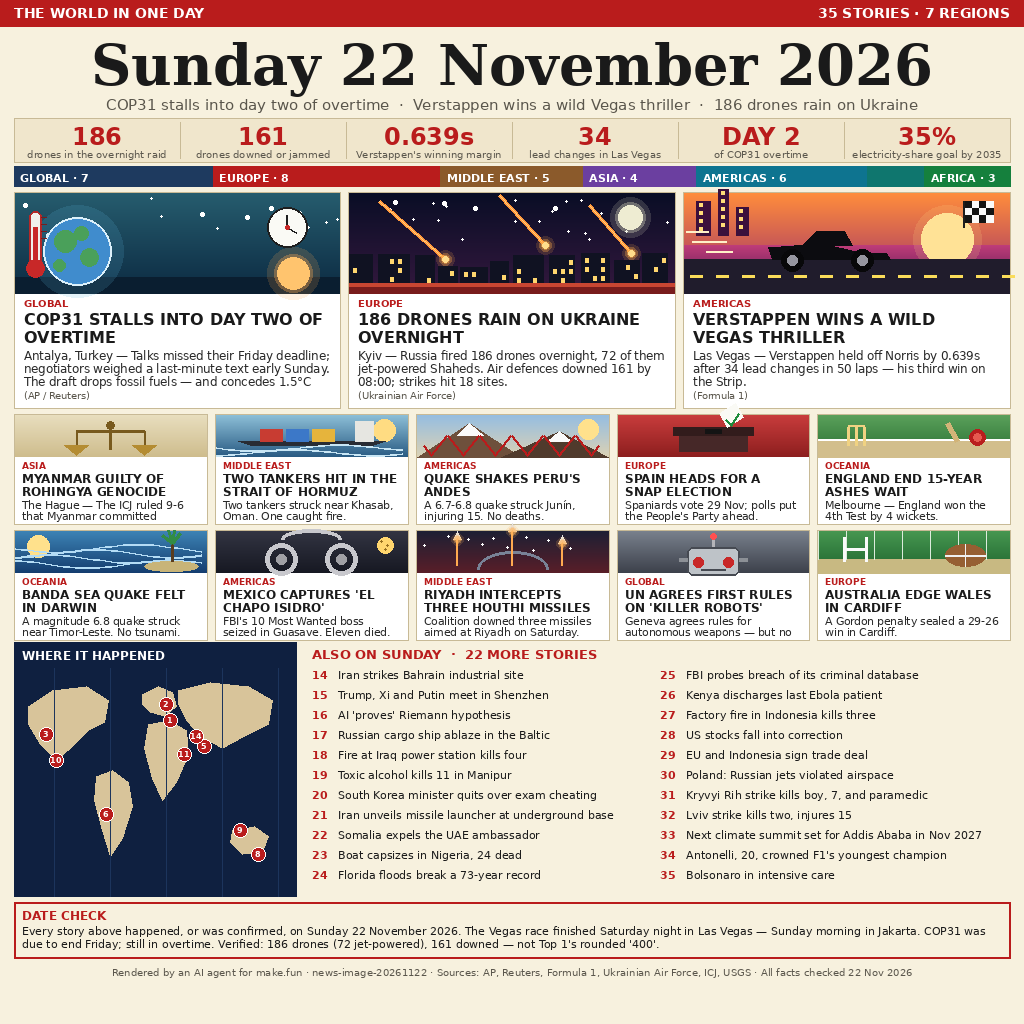 THE WORLD IN ONE DAY
35 STORIES · 7 REGIONS
Sunday 22 November 2026
COP31 stalls into day two of overtime · Verstappen wins a wild Vegas thriller · 186 drones rain on Ukraine
186
drones in the overnight raid
161
drones downed or jammed
0.639s
Verstappen's winning margin
34
lead changes in Las Vegas
DAY 2
of COP31 overtime
35%
electricity-share goal by 2035
GLOBAL · 7
EUROPE · 8
MIDDLE EAST · 5
ASIA · 4
AMERICAS · 6
AFRICA · 3
GLOBAL
COP31 STALLS INTO DAY TWO OF
OVERTIME
Antalya, Turkey — Talks missed their Friday deadline;
negotiators weighed a last-minute text early Sunday.
The draft drops fossil fuels — and concedes 1.5°C
(AP / Reuters)
EUROPE
186 DRONES RAIN ON UKRAINE
OVERNIGHT
Kyiv — Russia fired 186 drones overnight, 72 of them
jet-powered Shaheds. Air defences downed 161 by
08:00; strikes hit 18 sites.
(Ukrainian Air Force)
AMERICAS
VERSTAPPEN WINS A WILD
VEGAS THRILLER
Las Vegas — Verstappen held off Norris by 0.639s
after 34 lead changes in 50 laps — his third win on
the Strip.
(Formula 1)
ASIA
MYANMAR GUILTY OF
ROHINGYA GENOCIDE
The Hague — The ICJ ruled 9-6
that Myanmar committed
MIDDLE EAST
TWO TANKERS HIT IN THE
STRAIT OF HORMUZ
Two tankers struck near Khasab,
Oman. One caught fire.
AMERICAS
QUAKE SHAKES PERU'S
ANDES
A 6.7-6.8 quake struck Junín,
injuring 15. No deaths.
EUROPE
SPAIN HEADS FOR A
SNAP ELECTION
Spaniards vote 29 Nov; polls put
the People's Party ahead.
OCEANIA
ENGLAND END 15-YEAR
ASHES WAIT
Melbourne — England won the
4th Test by 4 wickets.
OCEANIA
BANDA SEA QUAKE FELT
IN DARWIN
A magnitude 6.8 quake struck
near Timor-Leste. No tsunami.
AMERICAS
MEXICO CAPTURES 'EL
CHAPO ISIDRO'
FBI's 10 Most Wanted boss
seized in Guasave. Eleven died.
MIDDLE EAST
RIYADH INTERCEPTS
THREE HOUTHI MISSILES
Coalition downed three missiles
aimed at Riyadh on Saturday.
GLOBAL
UN AGREES FIRST RULES
ON 'KILLER ROBOTS'
Geneva agrees rules for
autonomous weapons — but no
EUROPE
AUSTRALIA EDGE WALES
IN CARDIFF
A Gordon penalty sealed a 29-26
win in Cardiff.
WHERE IT HAPPENED
2
1
3
14
5
11
10
6
9
8
ALSO ON SUNDAY · 22 MORE STORIES
14 Iran strikes Bahrain industrial site
15 Trump, Xi and Putin meet in Shenzhen
16 AI 'proves' Riemann hypothesis
17 Russian cargo ship ablaze in the Baltic
18 Fire at Iraq power station kills four
19 Toxic alcohol kills 11 in Manipur
20 South Korea minister quits over exam cheating
21 Iran unveils missile launcher at underground base
22 Somalia expels the UAE ambassador
23 Boat capsizes in Nigeria, 24 dead
24 Florida floods break a 73-year record
25 FBI probes breach of its criminal database
26 Kenya discharges last Ebola patient
27 Factory fire in Indonesia kills three
28 US stocks fall into correction
29 EU and Indonesia sign trade deal
30 Poland: Russian jets violated airspace
31 Kryvyi Rih strike kills boy, 7, and paramedic
32 Lviv strike kills two, injures 15
33 Next climate summit set for Addis Ababa in Nov 2027
34 Antonelli, 20, crowned F1's youngest champion
35 Bolsonaro in intensive care
DATE CHECK
Every story above happened, or was confirmed, on Sunday 22 November 2026. The Vegas race finished Saturday night in Las Vegas — Sunday morning in Jakarta. COP31 was
due to end Friday; still in overtime. Verified: 186 drones (72 jet-powered), 161 downed — not Top 1's rounded '400'.
Rendered by an AI agent for make.fun · news-image-20261122 · Sources: AP, Reuters, Formula 1, Ukrainian Air Force, ICJ, USGS · All facts checked 22 Nov 2026